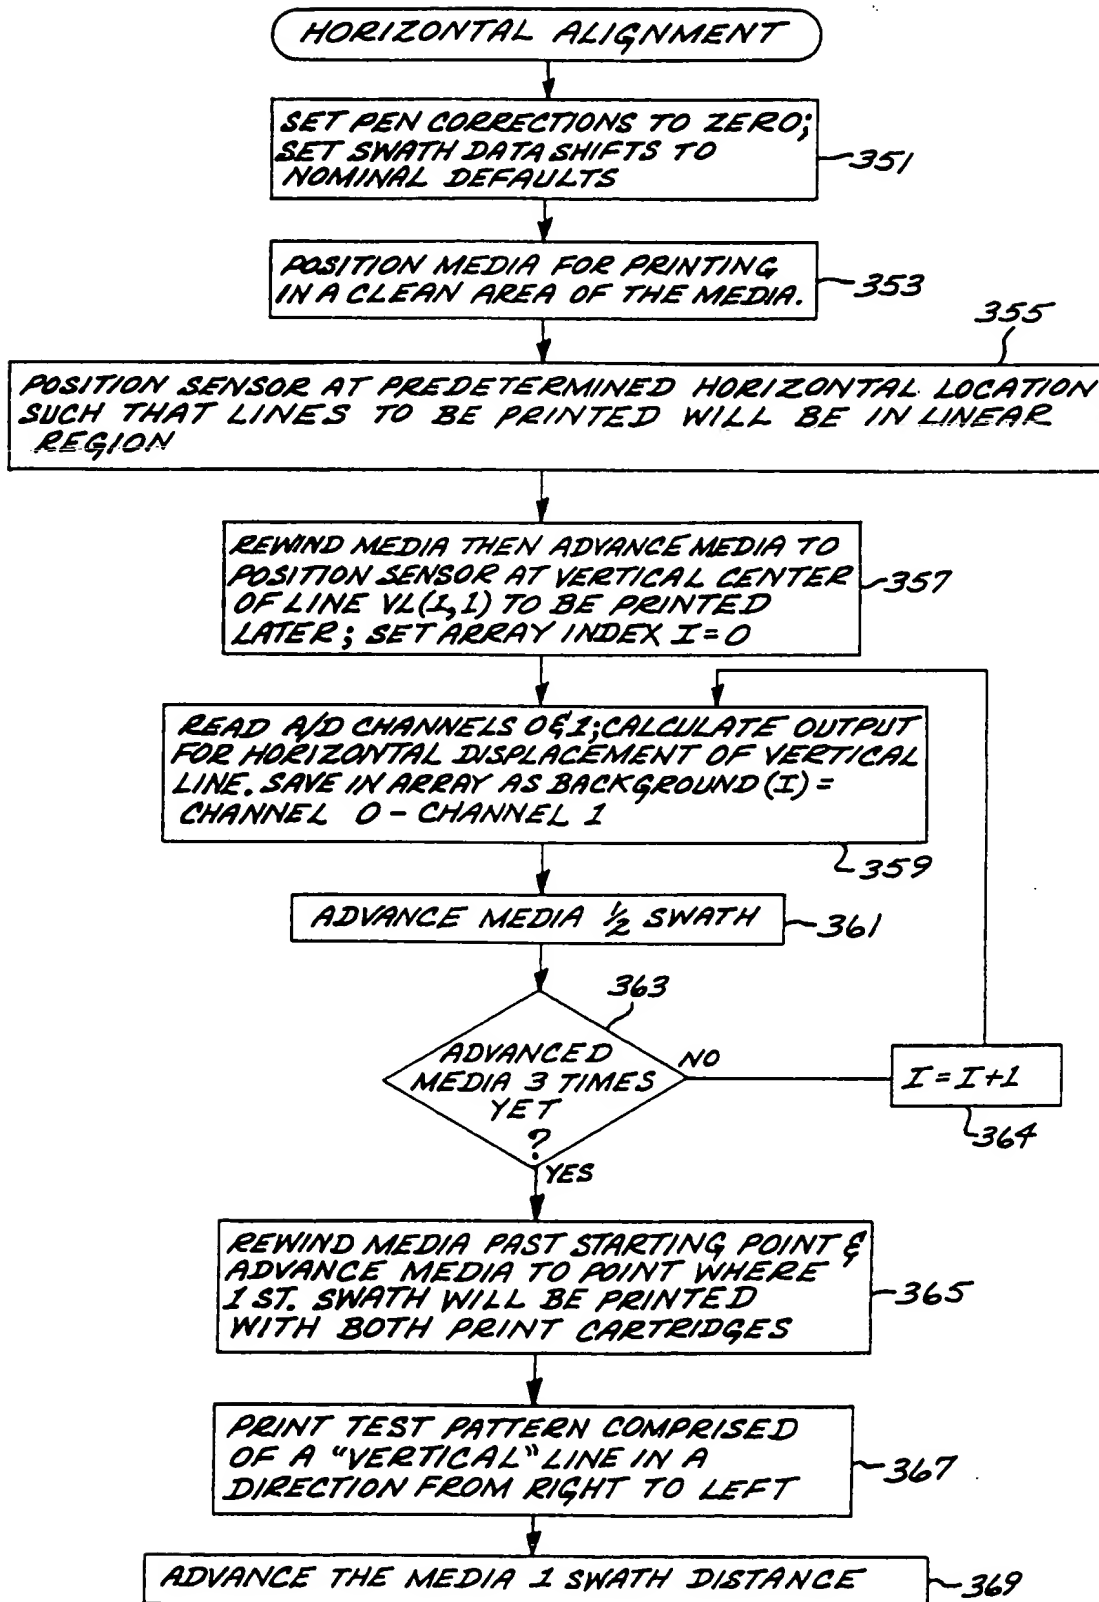 HORIZONTAL ALIGNMENT
SET PEN CORRECTIONS TO ZERO;
SET SWATH DATA SHIFTS TO
NOMINAL DEFAULTS
351
POSITION MEDIA FOR PRINTING
IN A CLEAN AREA OF THE MEDIA.
353
355
POSITION SENSOR AT PREDETERMINED HORIZONTAL LOCATION
SUCH THAT LINES TO BE PRINTED WILL BE IN LINEAR
REGION
REWIND MEDIA THEN ADVANCE MEDIA TO
POSITION SENSOR AT VERTICAL CENTER
OF LINE VL(1,1) TO BE PRINTED
LATER; SET ARRAY INDEX I=0
357
READ A/D CHANNELS 0&1; CALCULATE OUTPUT
FOR HORIZONTAL DISPLACEMENT OF VERTICAL
LINE. SAVE IN ARRAY AS BACKGROUND (I) =
CHANNEL 0 - CHANNEL 1
359
ADVANCE MEDIA 1/2 SWATH
361
363
ADVANCED
MEDIA 3 TIMES
YET
?
NO
I=I+1
364
YES
REWIND MEDIA PAST STARTING POINT &
ADVANCE MEDIA TO POINT WHERE
1 ST. SWATH WILL BE PRINTED
WITH BOTH PRINT CARTRIDGES
365
PRINT TEST PATTERN COMPRISED
OF A "VERTICAL" LINE IN A
DIRECTION FROM RIGHT TO LEFT
367
ADVANCE THE MEDIA 1 SWATH DISTANCE
369